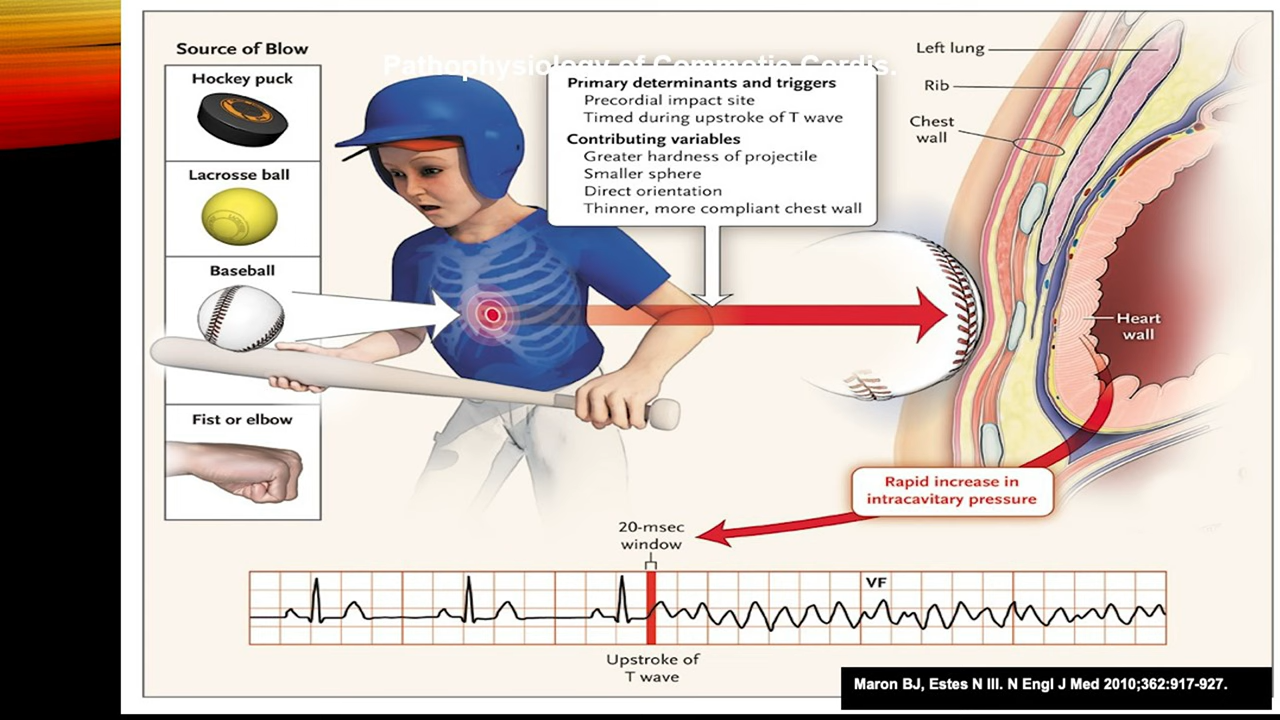 Pathophysiology of Commotio Cordis.
Source of Blow
Hockey puck
Lacrosse ball
Baseball
Fist or elbow
Primary determinants and triggers
Precordial impact site
Timed during upstroke of T wave
Contributing variables
Greater hardness of projectile
Smaller sphere
Direct orientation
Thinner, more compliant chest wall
Left lung
Rib
Chest
wall
Heart
wall
Rapid increase in
intracavitary pressure
20-msec
window
VF
Upstroke of
T wave
Maron BJ, Estes N III. N Engl J Med 2010;362:917-927.